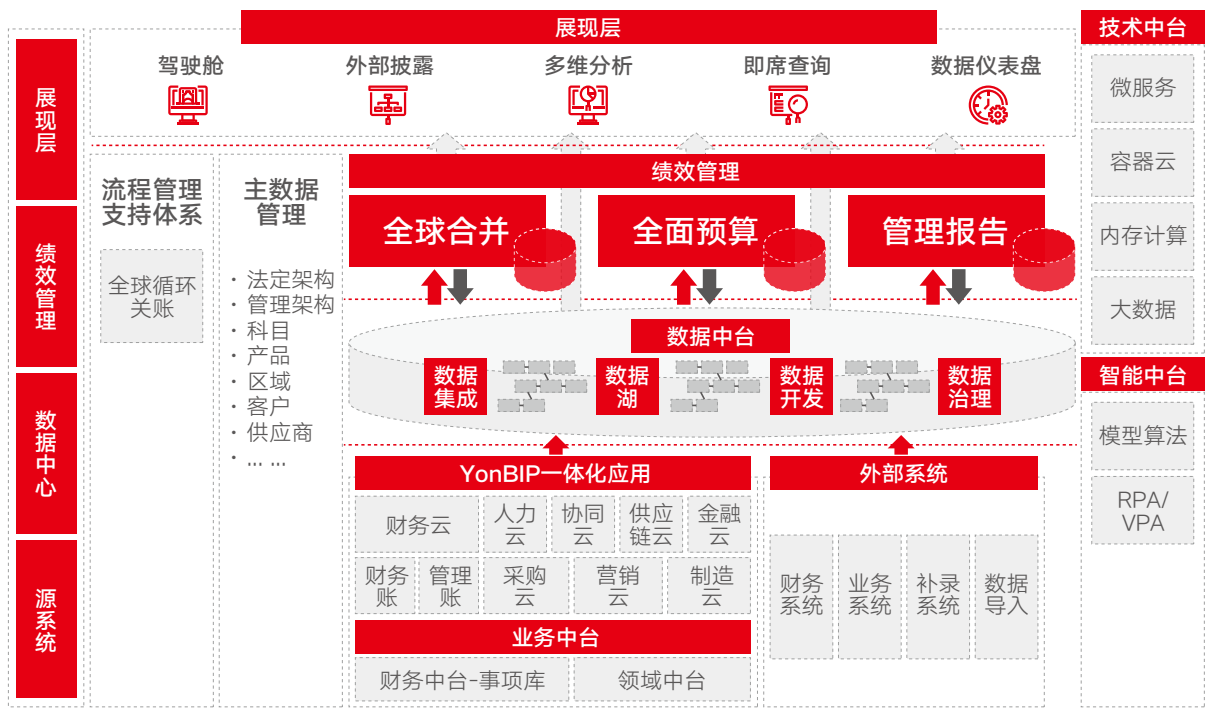 展现层
绩效管理
数据中心
源系统
展现层
驾驶舱
外部披露
多维分析
即席查询
数据仪表盘
流程管理
支持体系
全球循环
关账
主数据
管理
· 法定架构
· 管理架构
· 科目
· 产品
· 区域
· 客户
· 供应商
· ... ...
绩效管理
全球合并
全面预算
管理报告
数据中台
数据
集成
数据
湖
数据
开发
数据
治理
YonBIP一体化应用
财务云
人力
云
协同
云
供应
链云
金融
云
财务
账
管理
账
采购
云
营销
云
制造
云
业务中台
财务中台-事项库
领域中台
外部系统
财务
系统
业务
系统
补录
系统
数据
导入
技术中台
微服务
容器云
内存计算
大数据
智能中台
模型算法
RPA/
VPA